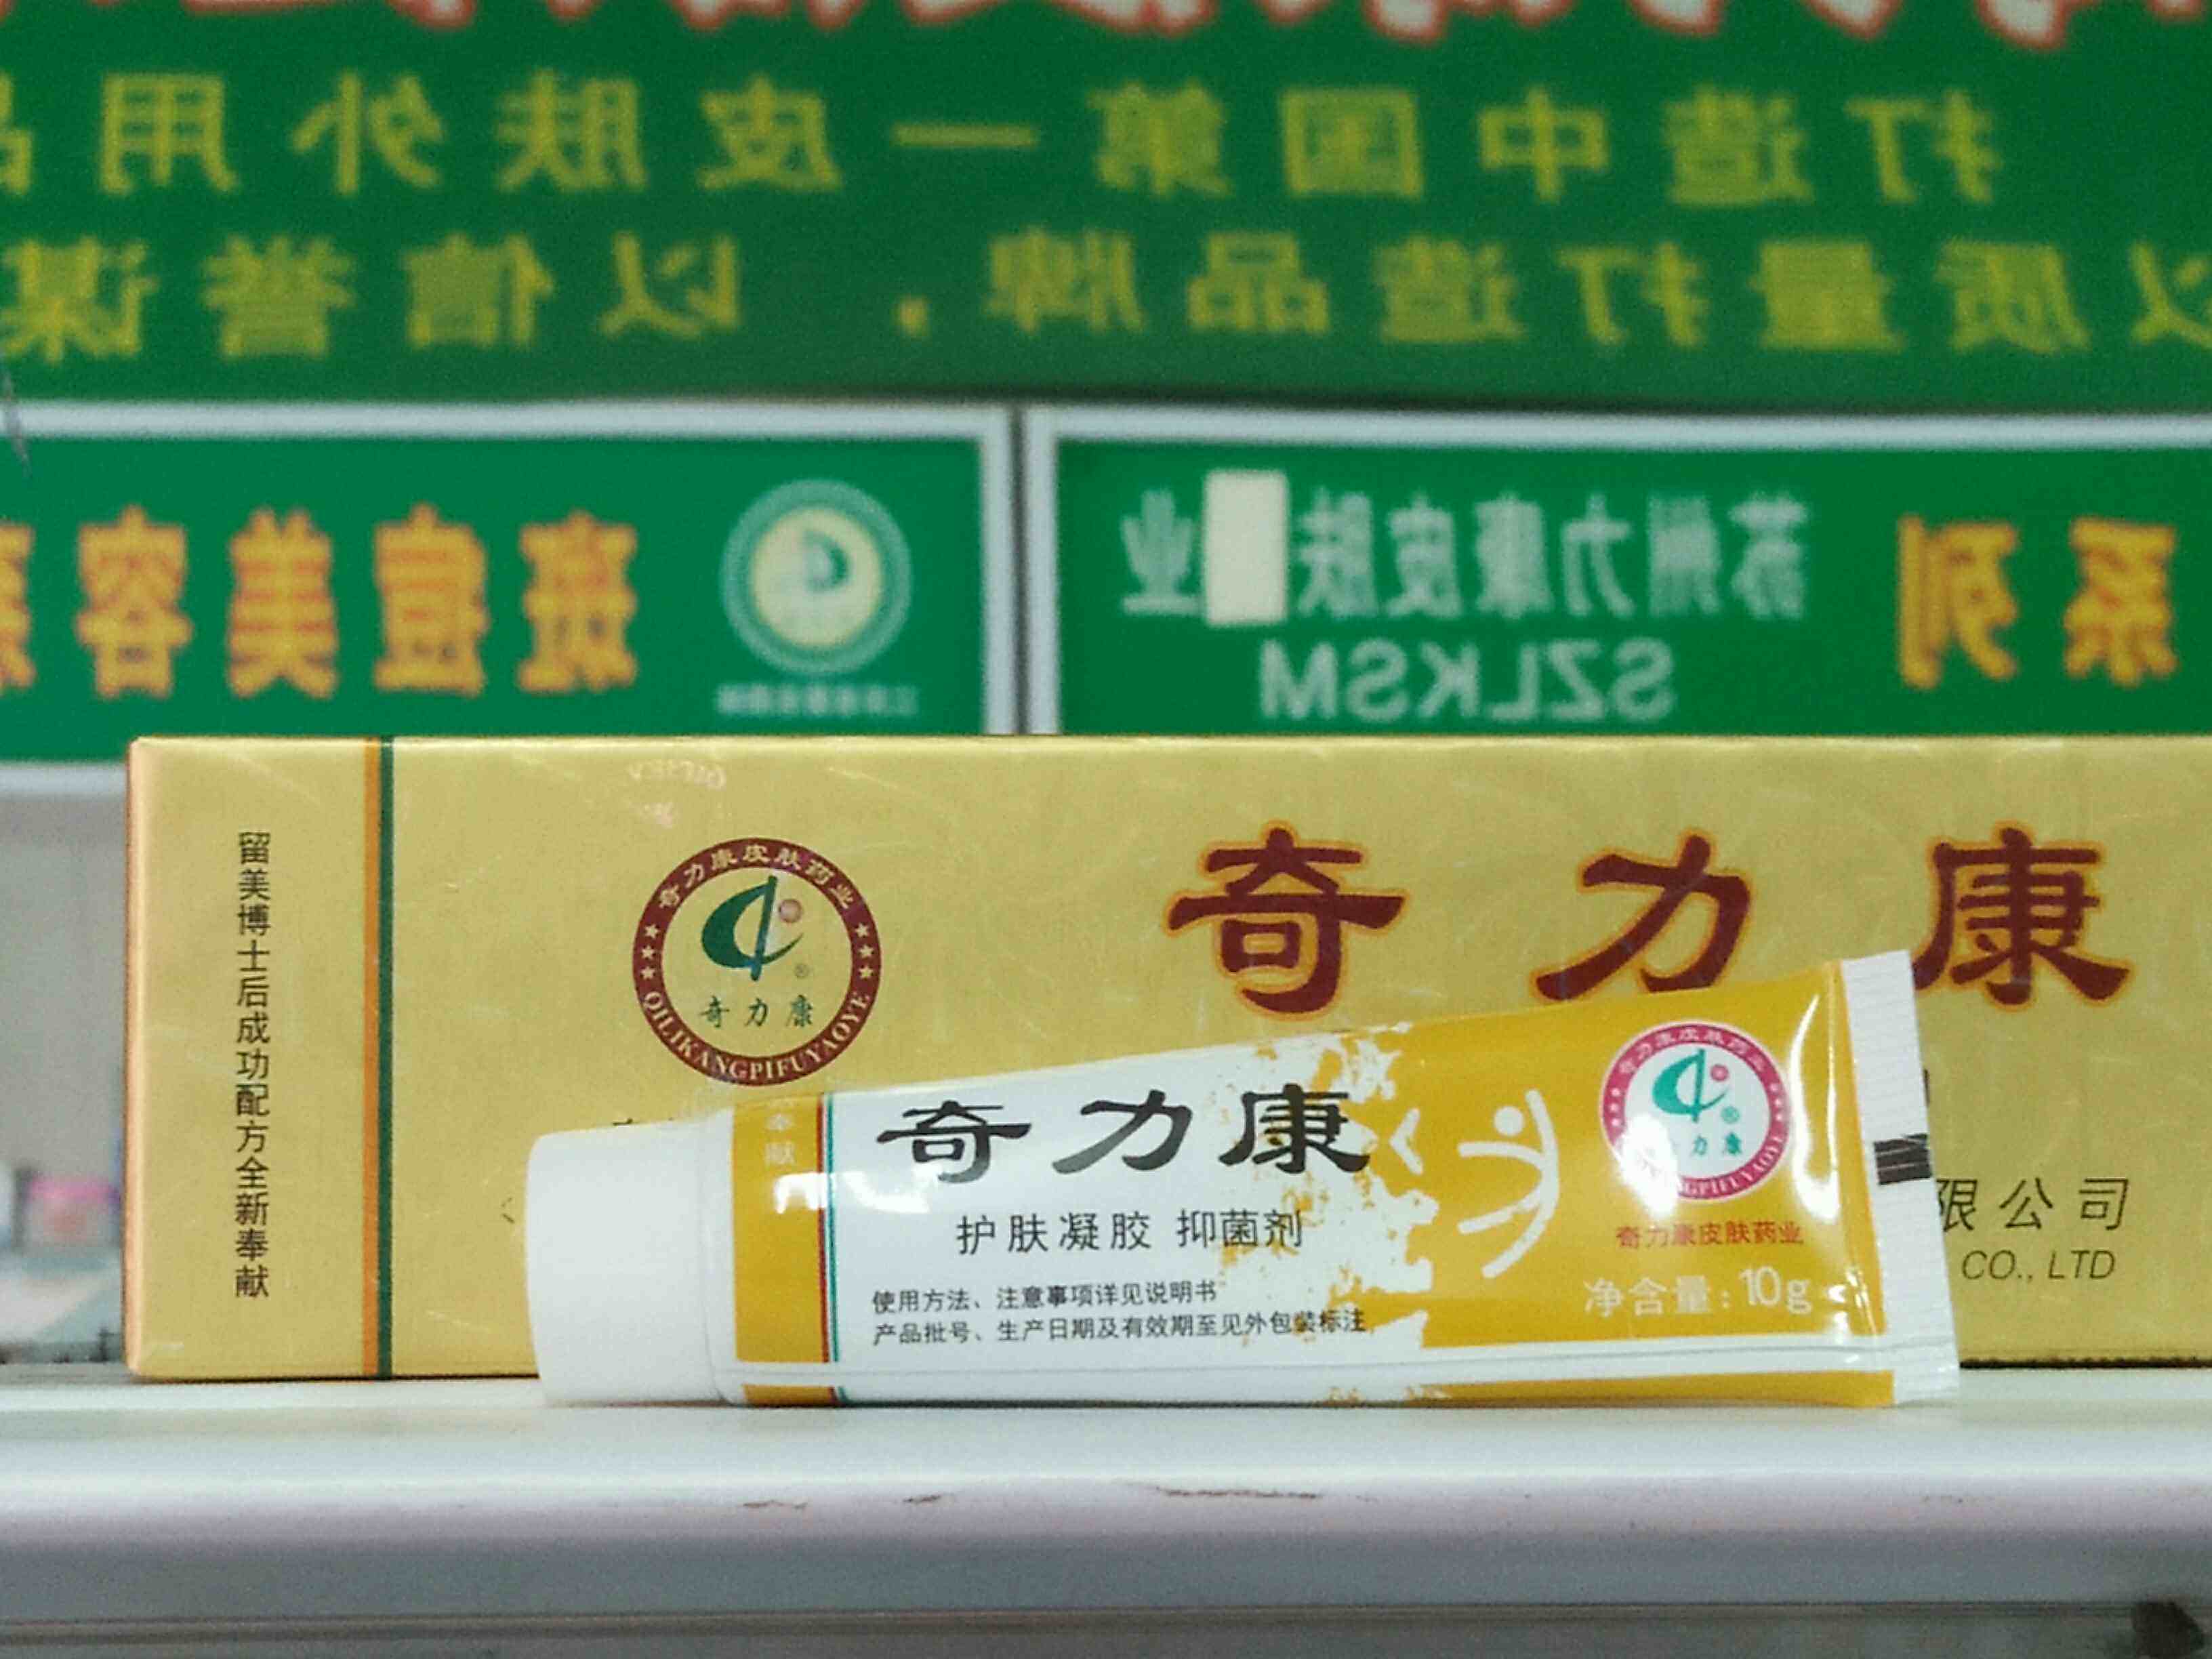 打造中国第一皮肤外用品
以质量打造品牌，以信誉谋
系列
苏州力康皮肤 业
SZLKSM
斑痘美容
留美博士后成功配方全新奉献
奇力康皮肤药业
奇力康
QILIKANGPIFUYAOYE
奇力康
限公司
CO., LTD
奉献
奇力康
护肤凝胶 抑菌剂
使用方法、注意事项详见说明书
产品批号、生产日期及有效期至见外包装标注
奇力康皮肤药业
力康
GPIFUYAOYE
奇力康皮肤药业
净含量：10g